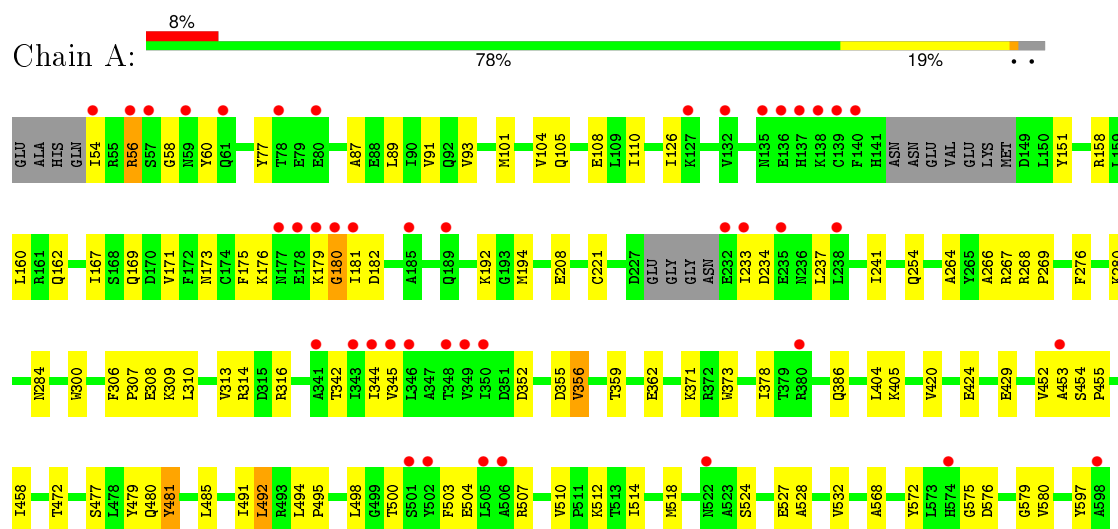 8%
Chain A:
78%
19%
GLU ALA HIS GLN I54 R55 R56 S57 G58 N59 Y60 Q61 Y77 T78 E79 E80 A87 E88 L89 I90 V91 Q92 V93 M101 V104 Q105 E108 L109 I110 I126 K127 V132 N135 E136 H137 K138 C139 F140 H141 ASN ASN GLU VAL GLU LYS MET D149 L150 Y151 R158 L159
L160 R161 Q162 I167 S168 Q169 D170 V171 F172 N173 C174 F175 K176 N177 E178 K179 G180 I181 D182 A185 Q189 K192 G193 M194 E208 C221 D227 GLU GLY GLY ASN E232 I233 D234 E235 N236 L237 L238 I241 Q254 A264 Y265 A266 R267 R268 P269 F276 K280
N284 W300 F306 P307 E308 K309 L310 V313 R314 D315 R316 A341 T342 I343 I344 V345 L346 A347 T348 V349 I350 D351 D352 D355 V356 T359 E362 K371 R372 W373 I378 T379 R380 Q386 L404 K405 V420 E424 E429 V452 A453 S454 P455
I458 T472 S477 L478 Y479 Q480 Y481 L485 I491 L492 R493 L494 P495 L498 G499 T500 S501 Y502 F503 E504 L505 A506 R507 V510 P511 K512 T513 I514 M518 N522 A523 S524 E527 A528 V532 A568 Y572 L573 H574 G575 D576 G579 V580 Y597 A598